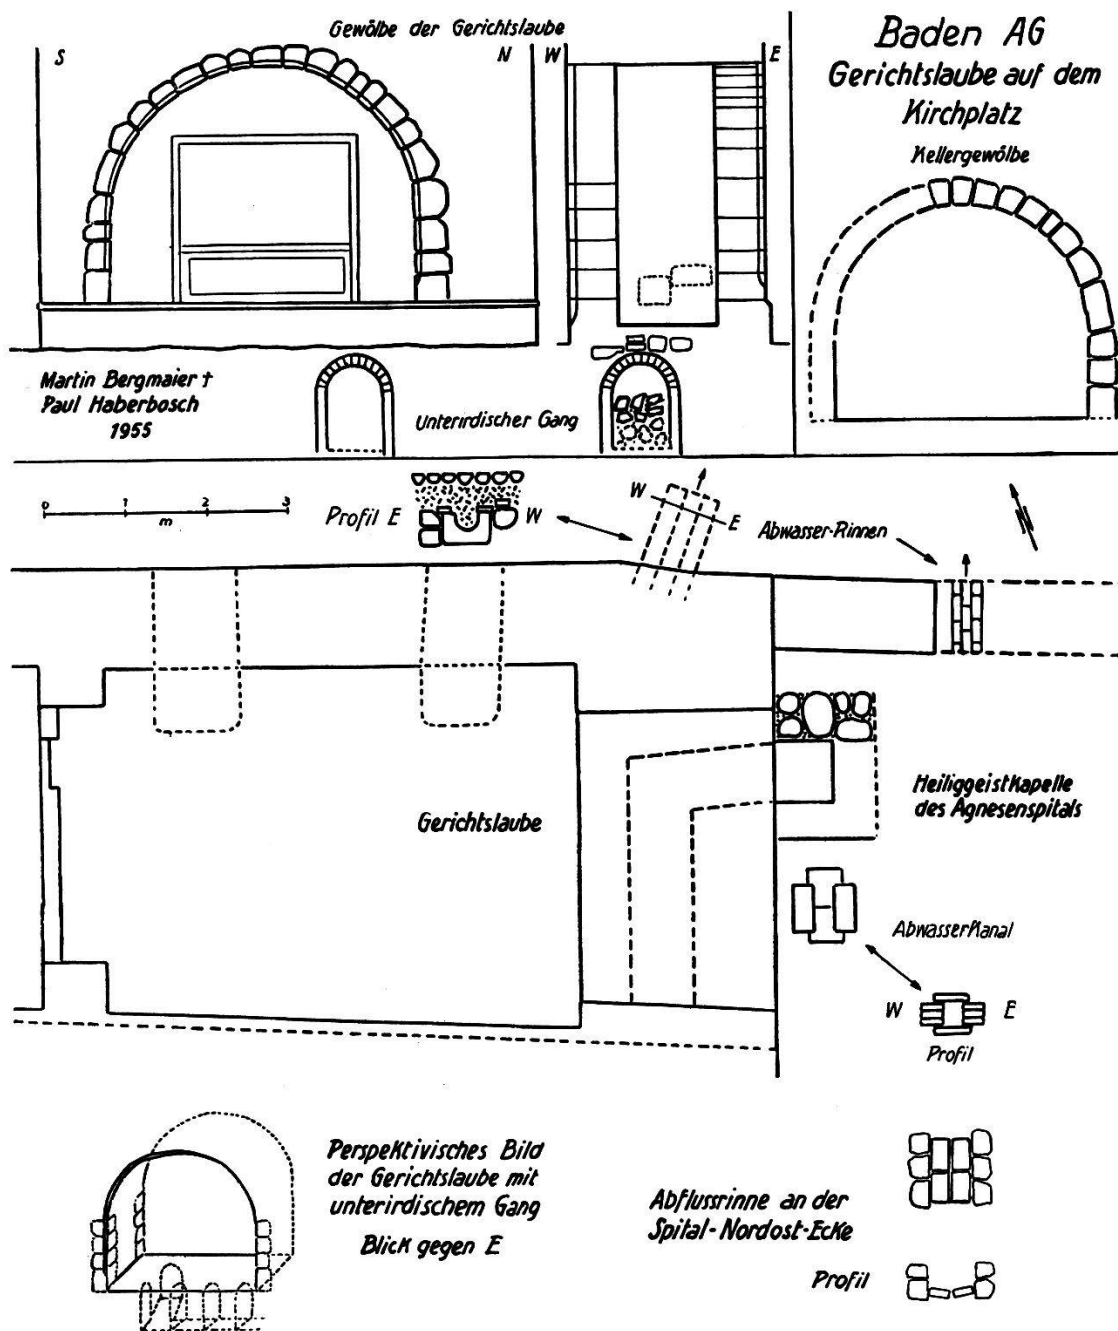 Gewölbe der Gerichtslaube
S
N
W
E
Baden AG
Gerichtslaube auf dem
Kirchplatz
Kellergewölbe
Martin Bergmaier †
Paul Haberbosch
1955
Unterirdischer Gang
0 1 2 3
m
Profil E
W
W
E
Abwasser-Rinnen
Gerichtslaube
Heiliggeistkapelle
des Agnesenspitals
Abwasserkanal
W
E
Profil
Perspektivisches Bild
der Gerichtslaube mit
unterirdischem Gang
Blick gegen E
Abflussrinne an der
Spital-Nordost-Ecke
Profil